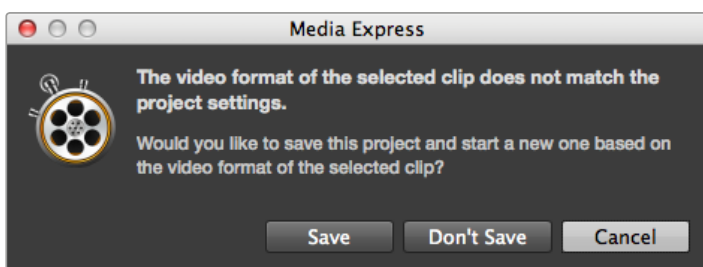 Media Express
The video format of the selected clip does not match the
project settings.
Would you like to save this project and start a new one based on
the video format of the selected clip?
Save Don't Save Cancel